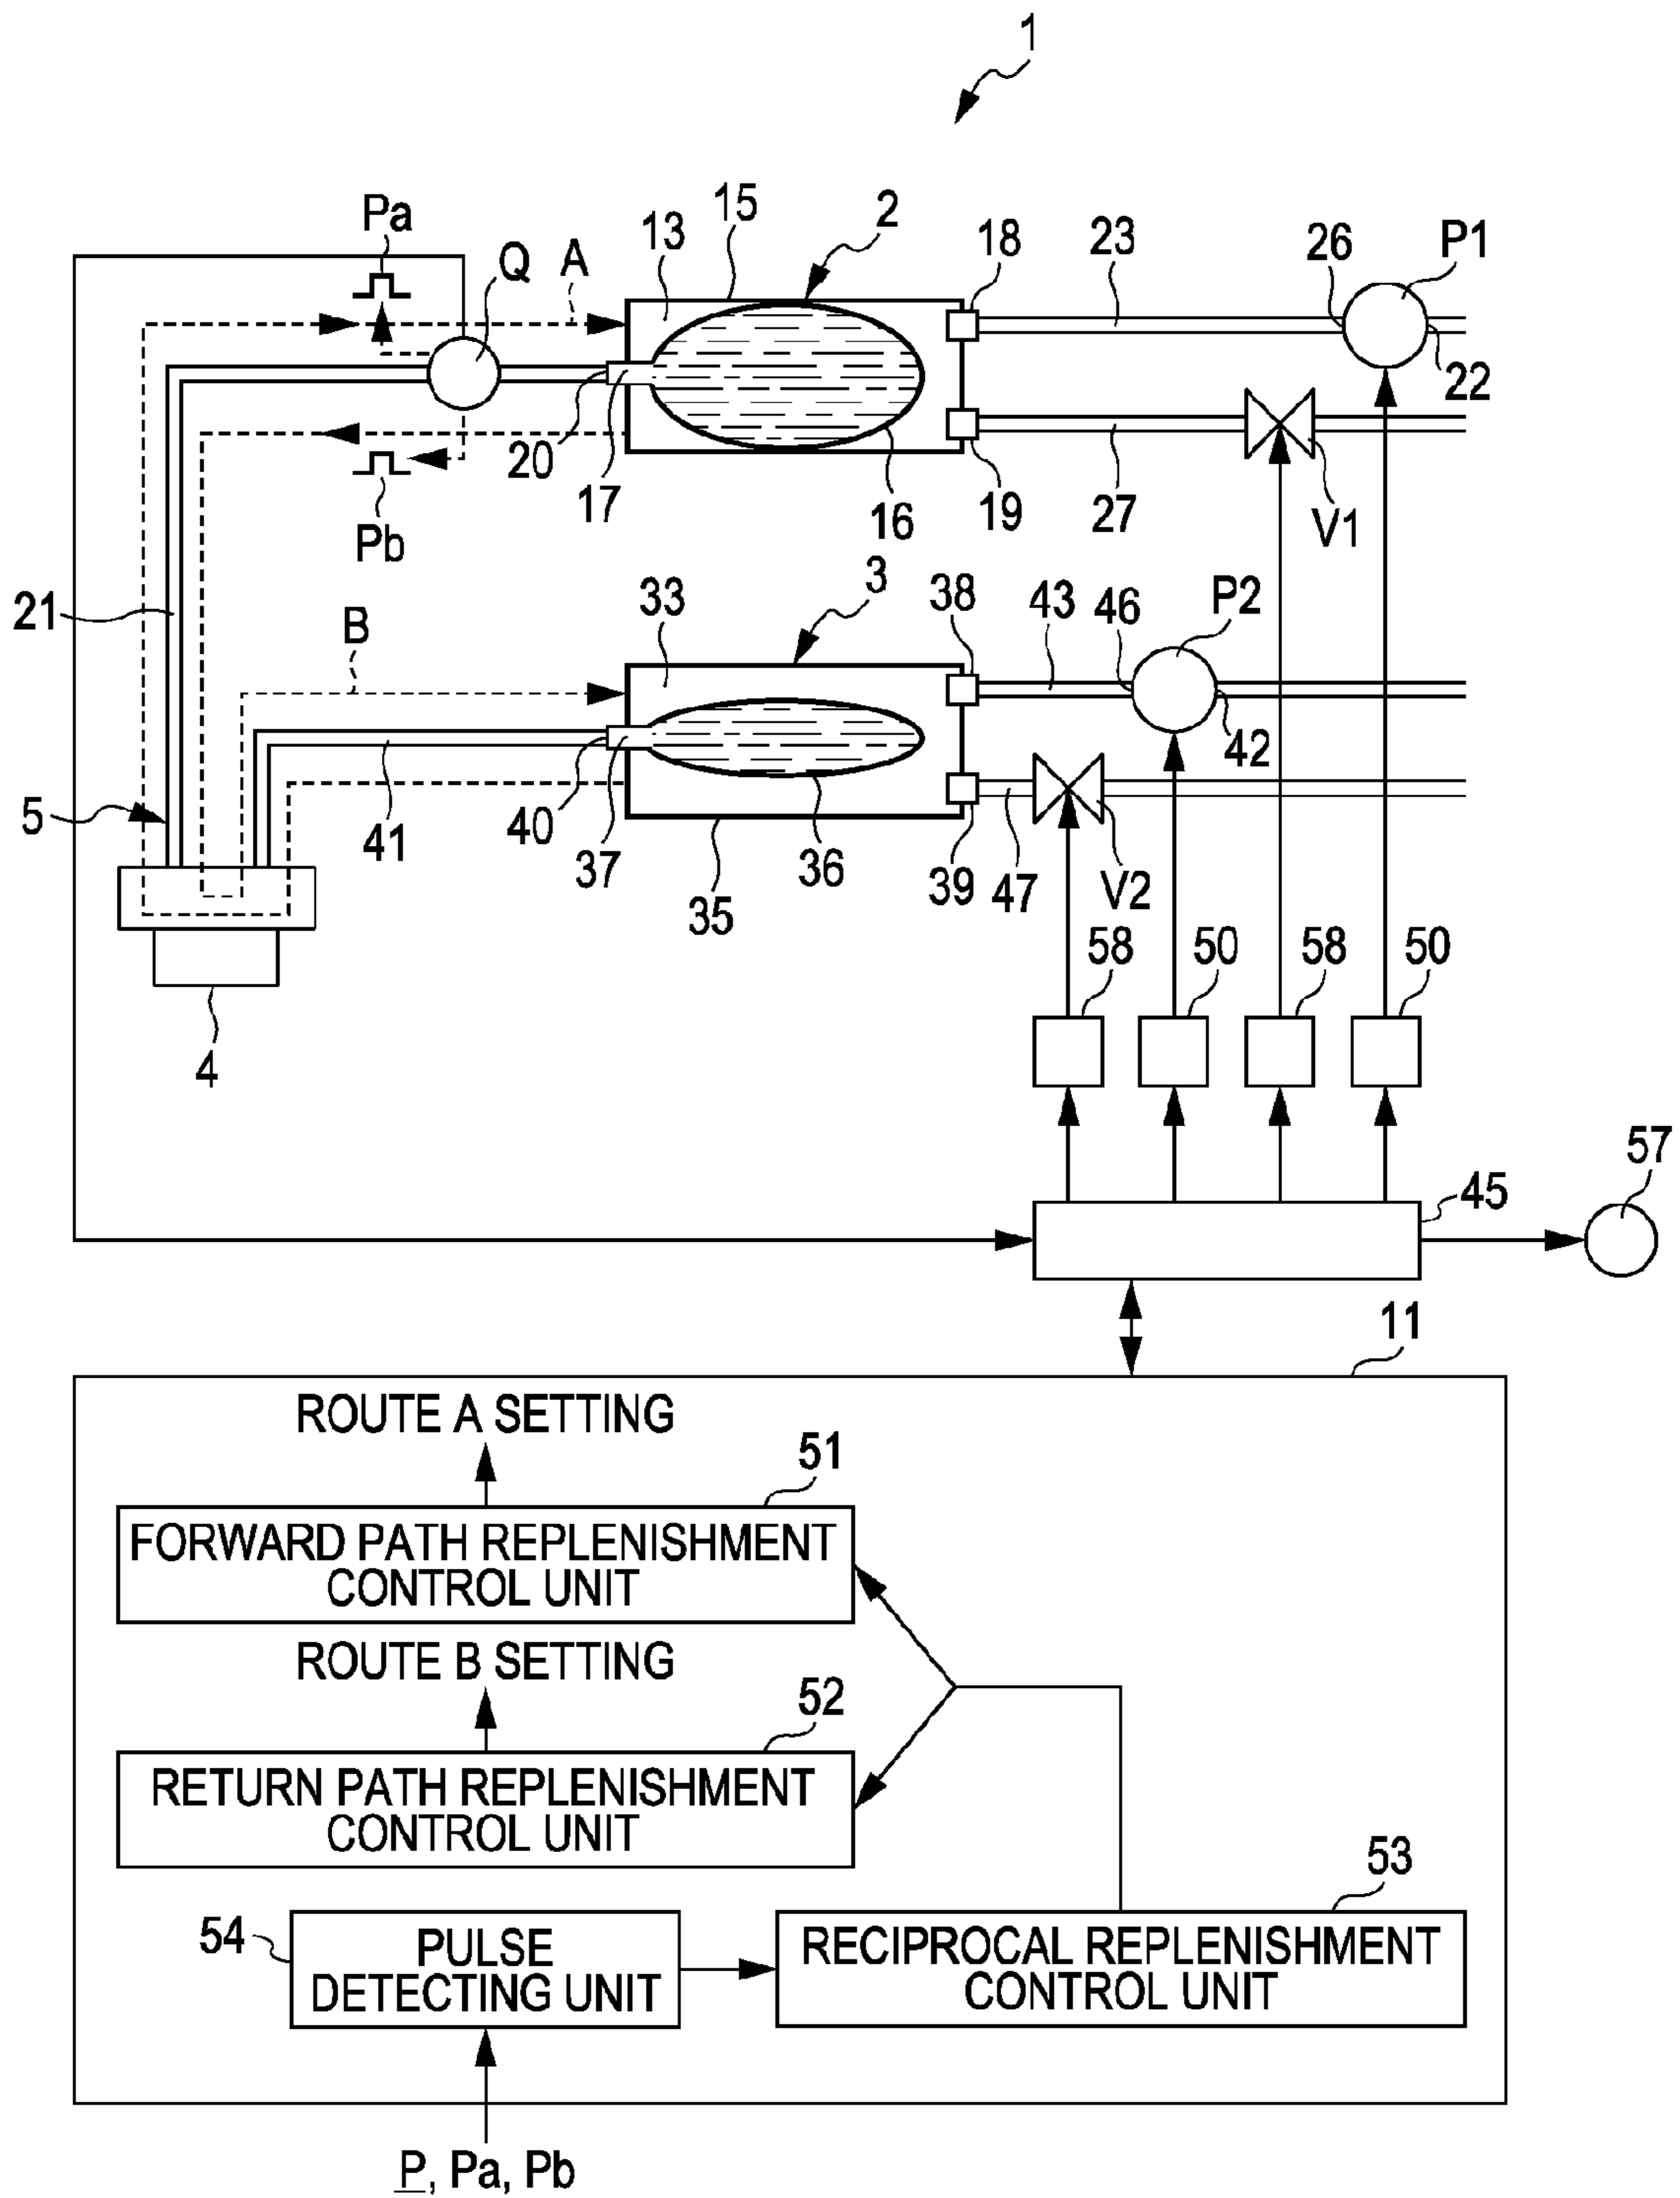 1
Pa
15
2
13
18
23
26
P1
Q
A
22
20
17
16
19
27
V1
Pb
3
21
B
33
38
43
46
P2
42
5
41
40
37
36
35
39
47
V2
58
50
58
50
4
57
45
11
ROUTE A SETTING
51
FORWARD PATH REPLENISHMENT
CONTROL UNIT
ROUTE B SETTING
52
RETURN PATH REPLENISHMENT
CONTROL UNIT
53
54
PULSE
DETECTING UNIT
RECIPROCAL REPLENISHMENT
CONTROL UNIT
P, Pa, Pb